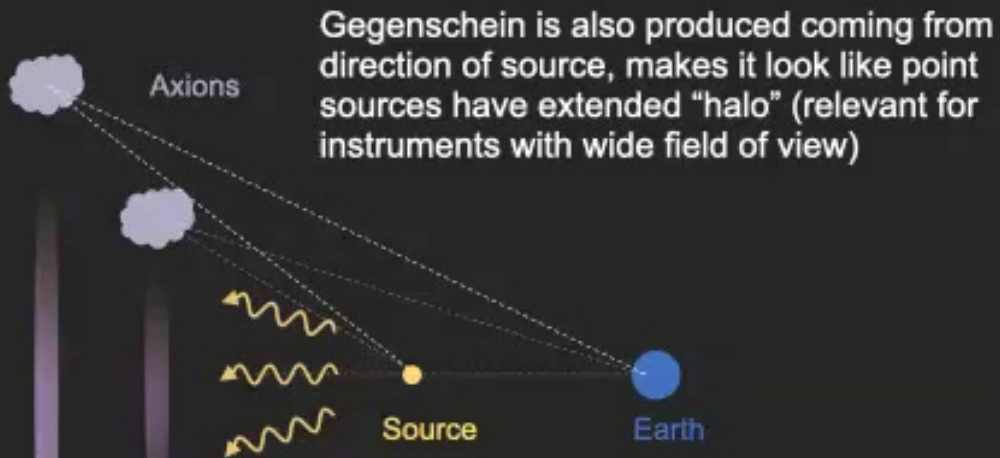 Gegenschein is also produced coming from
direction of source, makes it look like point
sources have extended “halo” (relevant for
instruments with wide field of view)
Axions
Source
Earth